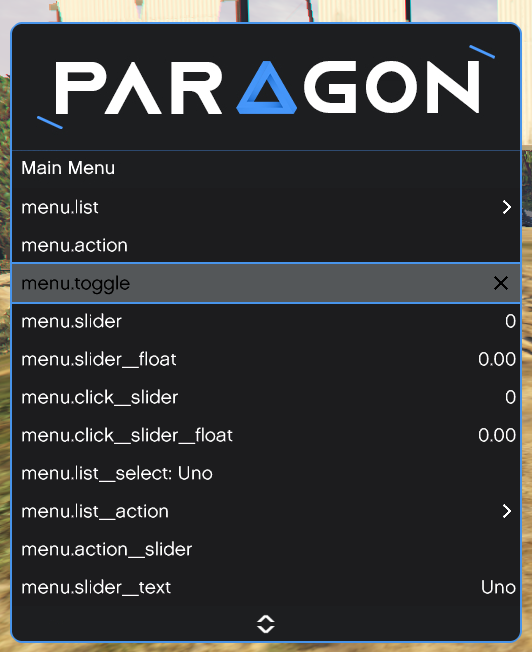 PARAGON
Main Menu
menu.list
menu.action
menu.toggle
menu.slider 0
menu.slider_float 0.00
menu.click_slider 0
menu.click_slider_float 0.00
menu.list_select: Uno
menu.list_action
menu.action_slider
menu.slider_text Uno